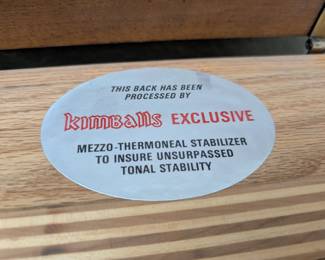 THIS BACK HAS BEEN
PROCESSED BY
KIMBALLS EXCLUSIVE
MEZZO-THERMONEAL STABILIZER
TO INSURE UNSURPASSED
TONAL STABILITY